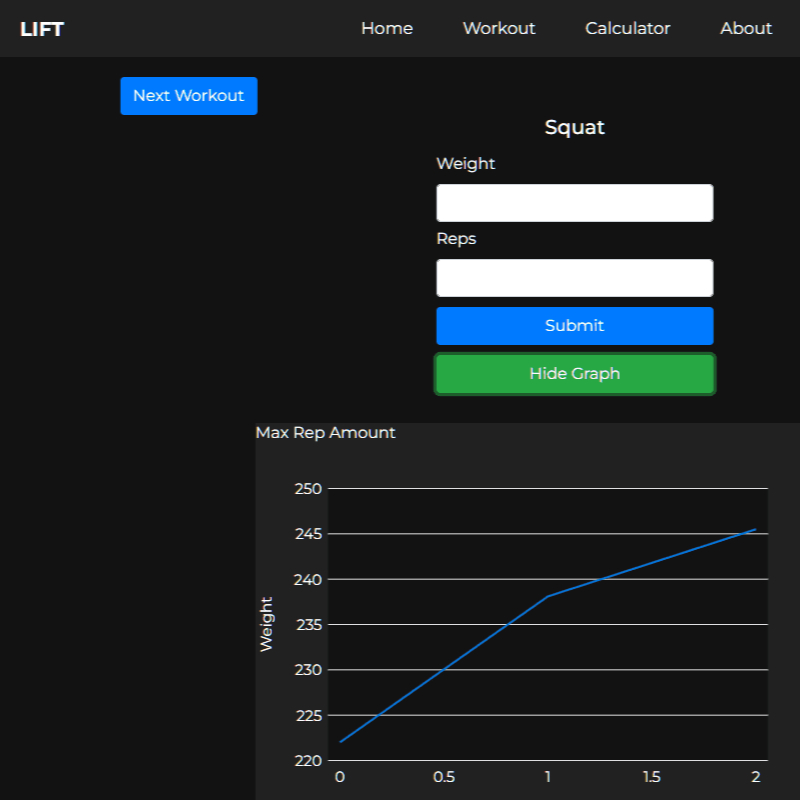 LIFT Home Workout Calculator About
Next Workout
Squat
Weight
Reps
Submit
Hide Graph
Max Rep Amount
250
245
240
235
230
225
220
Weight
0 0.5 1 1.5 2